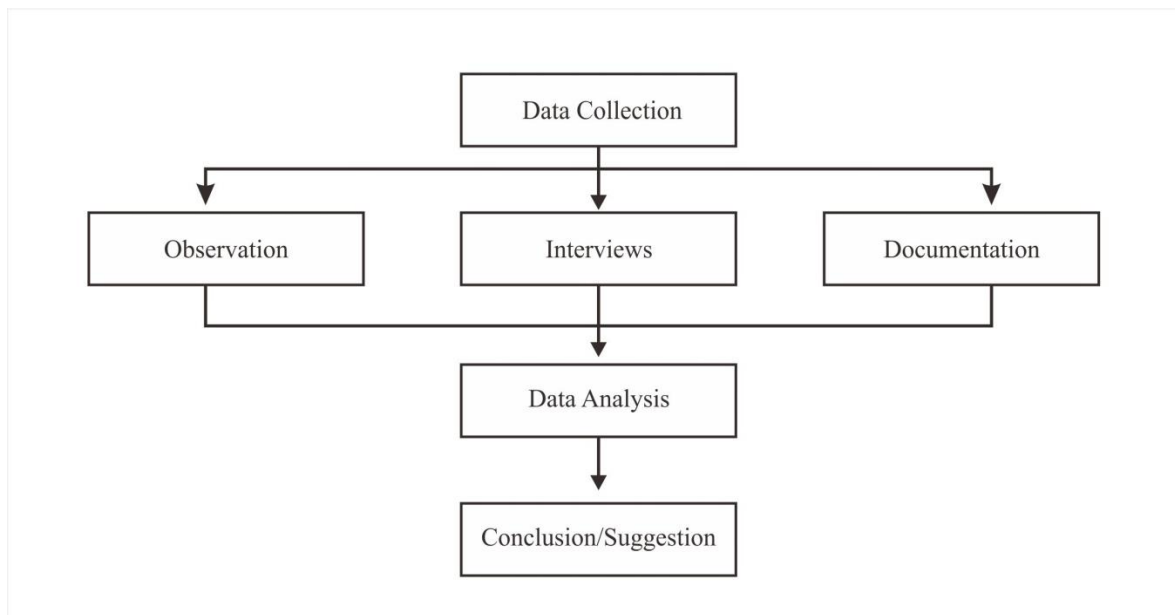 Data Collection
Observation
Interviews
Documentation
Data Analysis
Conclusion/Suggestion